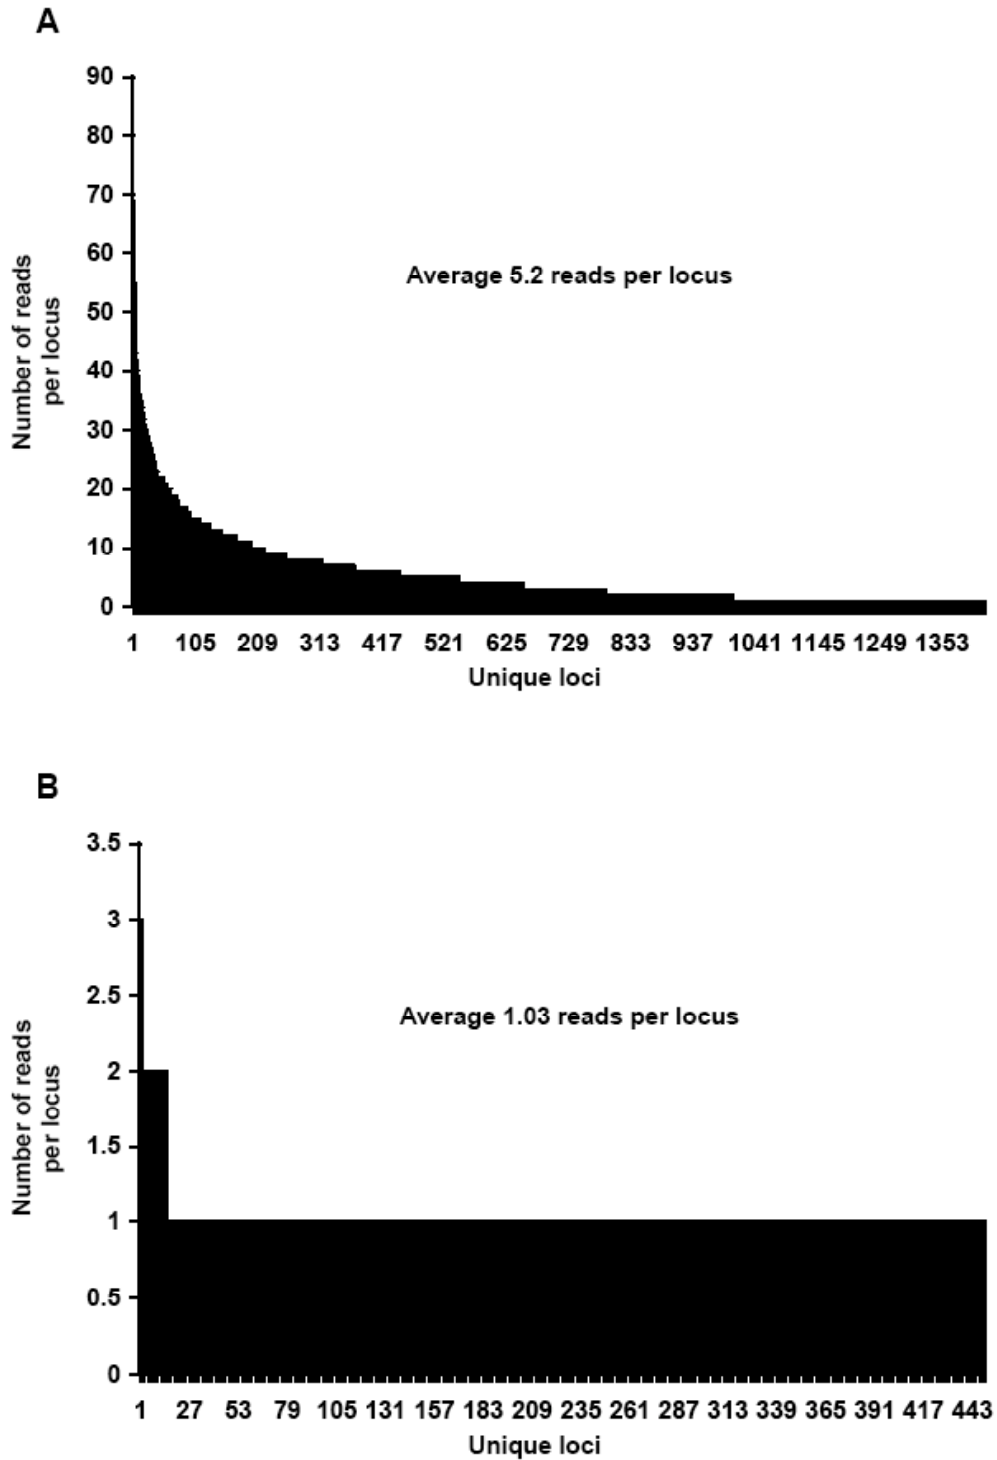 A
90
80
70
60
50
40
30
20
10
0
Number of reads
per locus
Average 5.2 reads per locus
1 105 209 313 417 521 625 729 833 937 1041 1145 1249 1353
Unique loci
B
3.5
3
2.5
2
1.5
1
0.5
0
Number of reads
per locus
Average 1.03 reads per locus
1 27 53 79 105 131 157 183 209 235 261 287 313 339 365 391 417 443
Unique loci